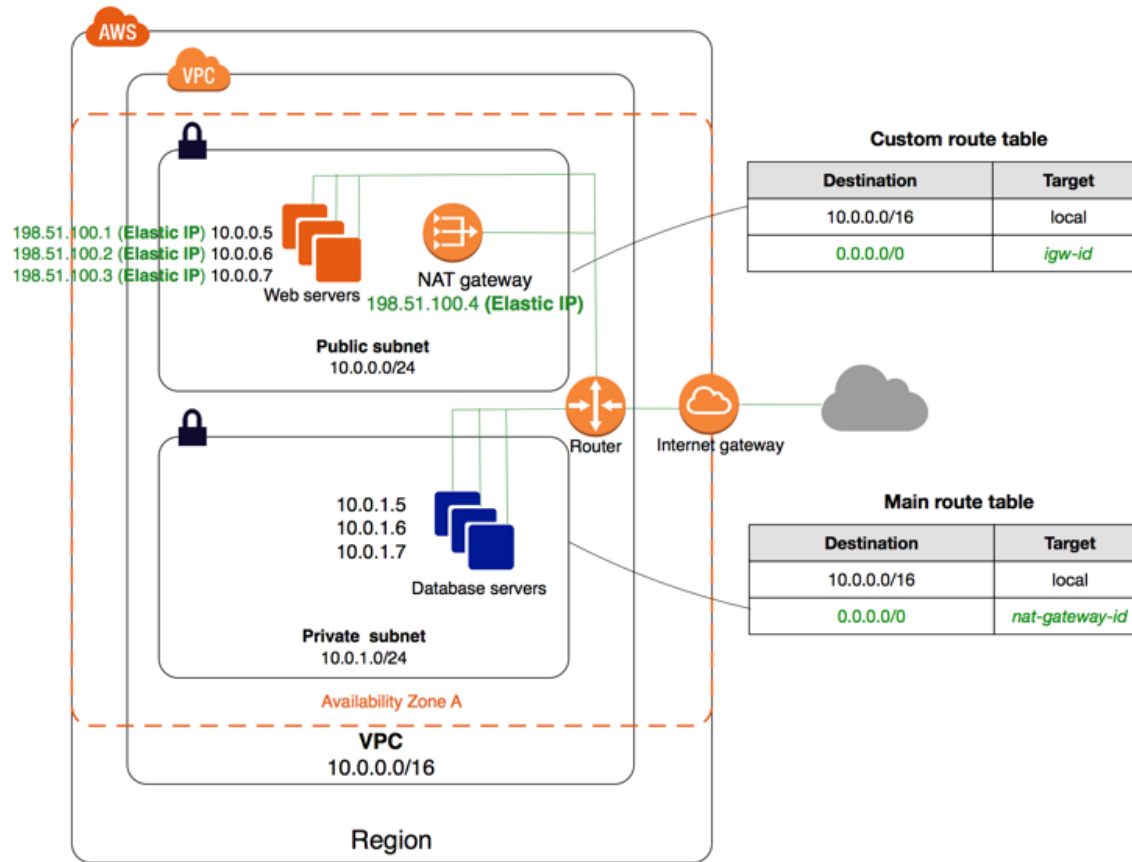 AWS
VPC
Custom route table
Destination Target
10.0.0.0/16 local
0.0.0.0/0 igw-id
198.51.100.1 (Elastic IP) 10.0.0.5
198.51.100.2 (Elastic IP) 10.0.0.6
198.51.100.3 (Elastic IP) 10.0.0.7
Web servers
NAT gateway
198.51.100.4 (Elastic IP)
Public subnet
10.0.0.0/24
Router
Internet gateway
10.0.1.5
10.0.1.6
10.0.1.7
Database servers
Private subnet
10.0.1.0/24
Main route table
Destination Target
10.0.0.0/16 local
0.0.0.0/0 nat-gateway-id
Availability Zone A
VPC
10.0.0.0/16
Region